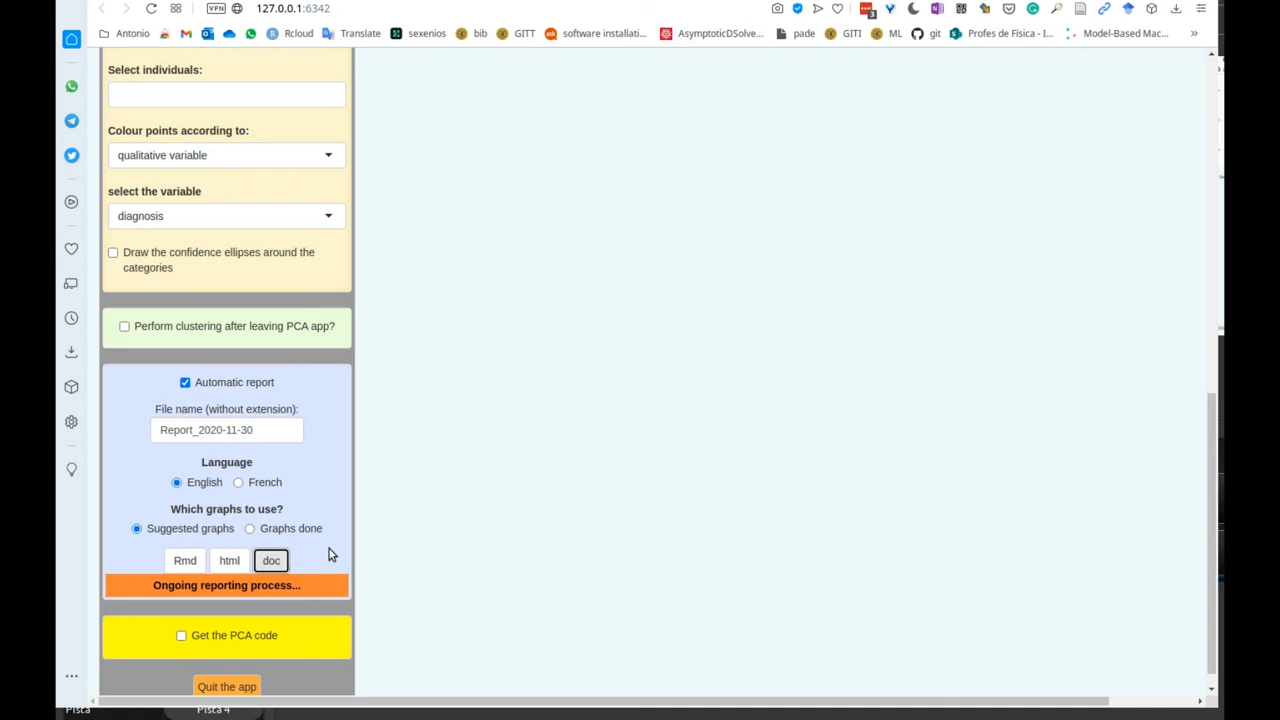 VPN
127.0.0.1:6342
3
Antonio
Rcloud
Translate
sexenios
bib
GITT
software installati...
AsymptoticDSolve...
pade
GITI
ML
git
Profes de Física - I...
Model-Based Mac...
»
Select individuals:
Colour points according to:
qualitative variable
select the variable
diagnosis
Draw the confidence ellipses around the
categories
Perform clustering after leaving PCA app?
Automatic report
File name (without extension):
Report_2020-11-30
Language
English French
Which graphs to use?
Suggested graphs Graphs done
Rmd html doc
Ongoing reporting process...
Get the PCA code
Quit the app
Pista
Pista 4